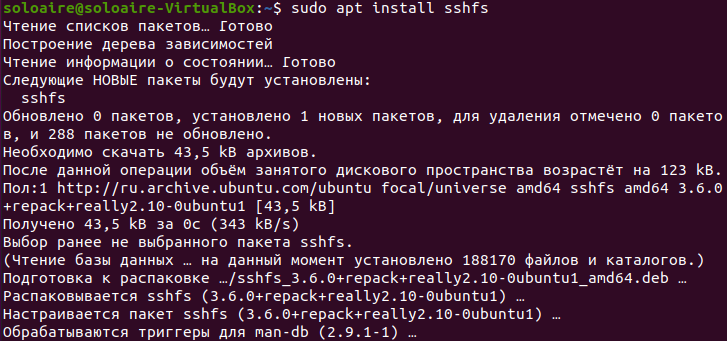 soloaire@soloaire-VirtualBox:~$ sudo apt install sshfs
Чтение списков пакетов… Готово
Построение дерева зависимостей
Чтение информации о состоянии… Готово
Следующие НОВЫЕ пакеты будут установлены:
  sshfs
Обновлено 0 пакетов, установлено 1 новых пакетов, для удаления отмечено 0 пакето
в, и 288 пакетов не обновлено.
Необходимо скачать 43,5 kB архивов.
После данной операции объём занятого дискового пространства возрастёт на 123 kB.
Пол:1 http://ru.archive.ubuntu.com/ubuntu focal/universe amd64 sshfs amd64 3.6.0
+repack+really2.10-0ubuntu1 [43,5 kB]
Получено 43,5 kB за 0с (343 kB/s)
Выбор ранее не выбранного пакета sshfs.
(Чтение базы данных … на данный момент установлено 188170 файлов и каталогов.)
Подготовка к распаковке …/sshfs_3.6.0+repack+really2.10-0ubuntu1_amd64.deb …
Распаковывается sshfs (3.6.0+repack+really2.10-0ubuntu1) …
Настраивается пакет sshfs (3.6.0+repack+really2.10-0ubuntu1) …
Обрабатываются триггеры для man-db (2.9.1-1) …